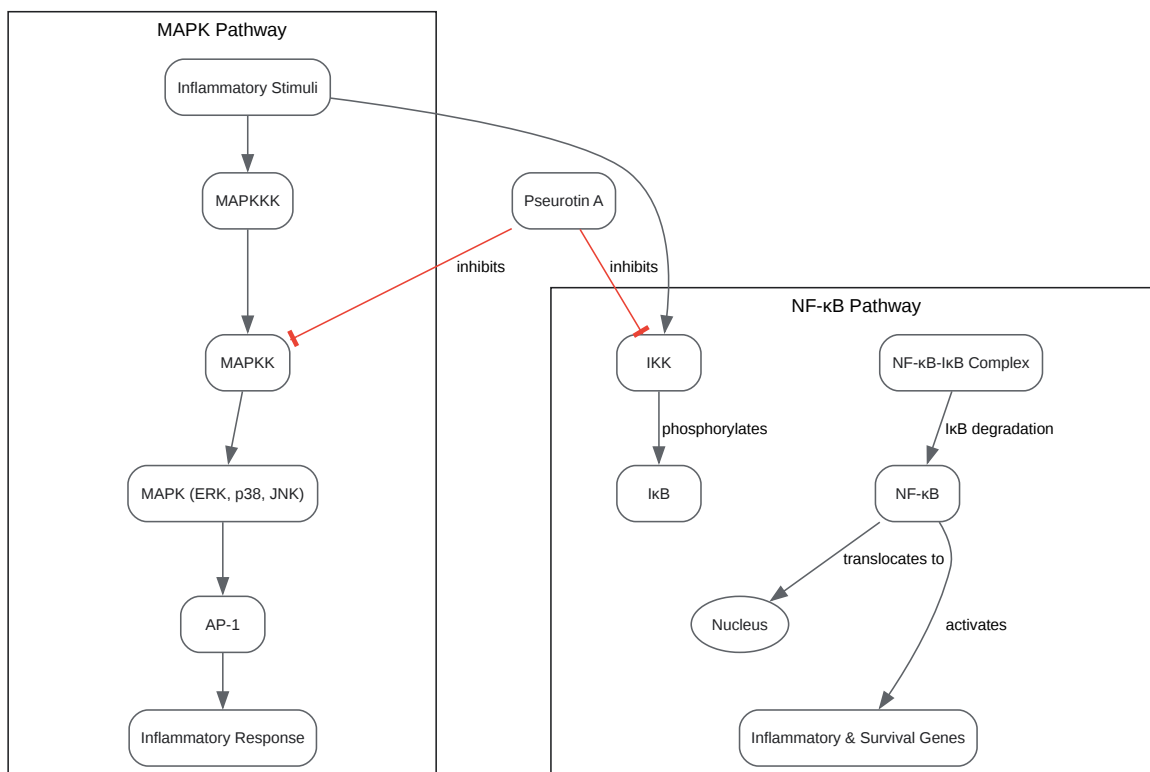 MAPK Pathway
Inflammatory Stimuli
MAPKKK
Pseurotin A
inhibits
inhibits
NF-κB Pathway
MAPKK
IKK
NF-κB-IκB Complex
phosphorylates
IκB degradation
MAPK (ERK, p38, JNK)
IκB
NF-κB
translocates to
AP-1
Nucleus
activates
Inflammatory Response
Inflammatory & Survival Genes